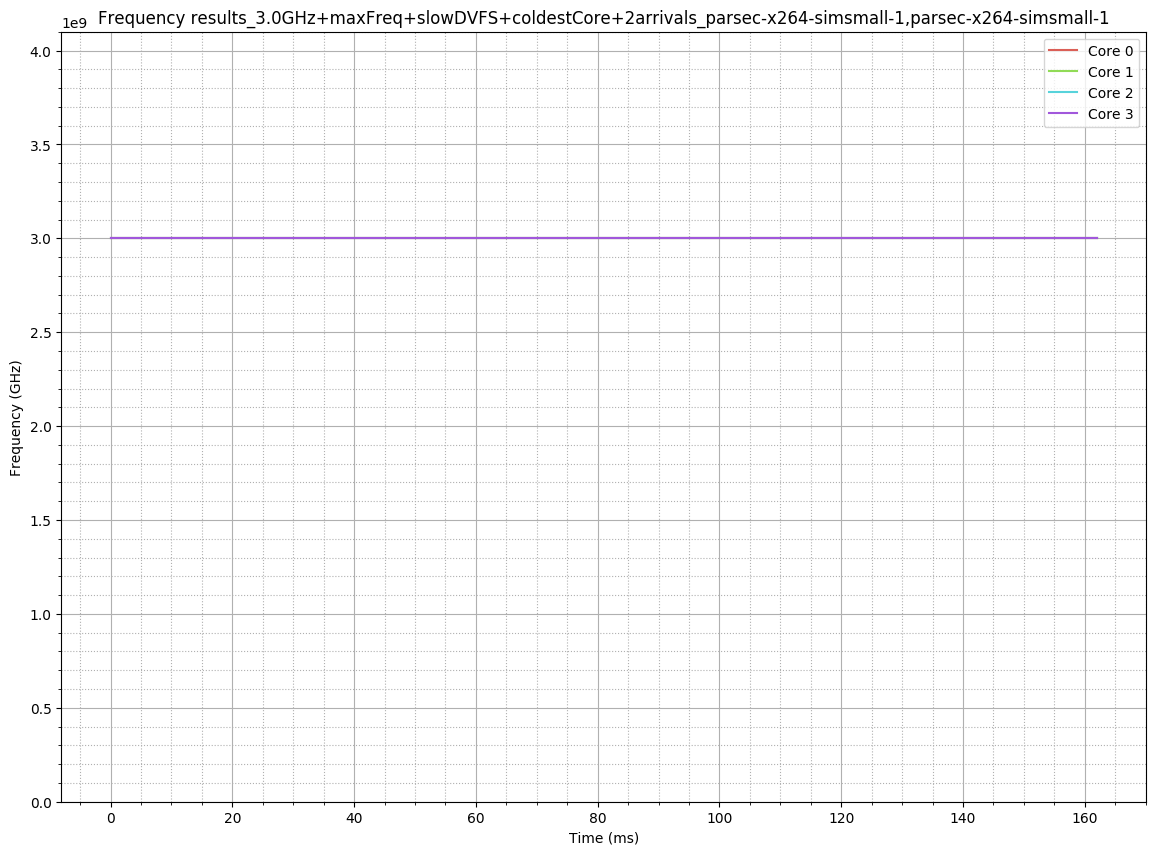 Frequency results_3.0GHz+maxFreq+slowDVFS+coldestCore+2arrivals_parsec-x264-simsmall-1,parsec-x264-simsmall-1
1e9
Core 0
Core 1
Core 2
Core 3
4.0
3.5
3.0
2.5
2.0
1.5
1.0
0.5
0.0
Frequency (GHz)
0 20 40 60 80 100 120 140 160
Time (ms)